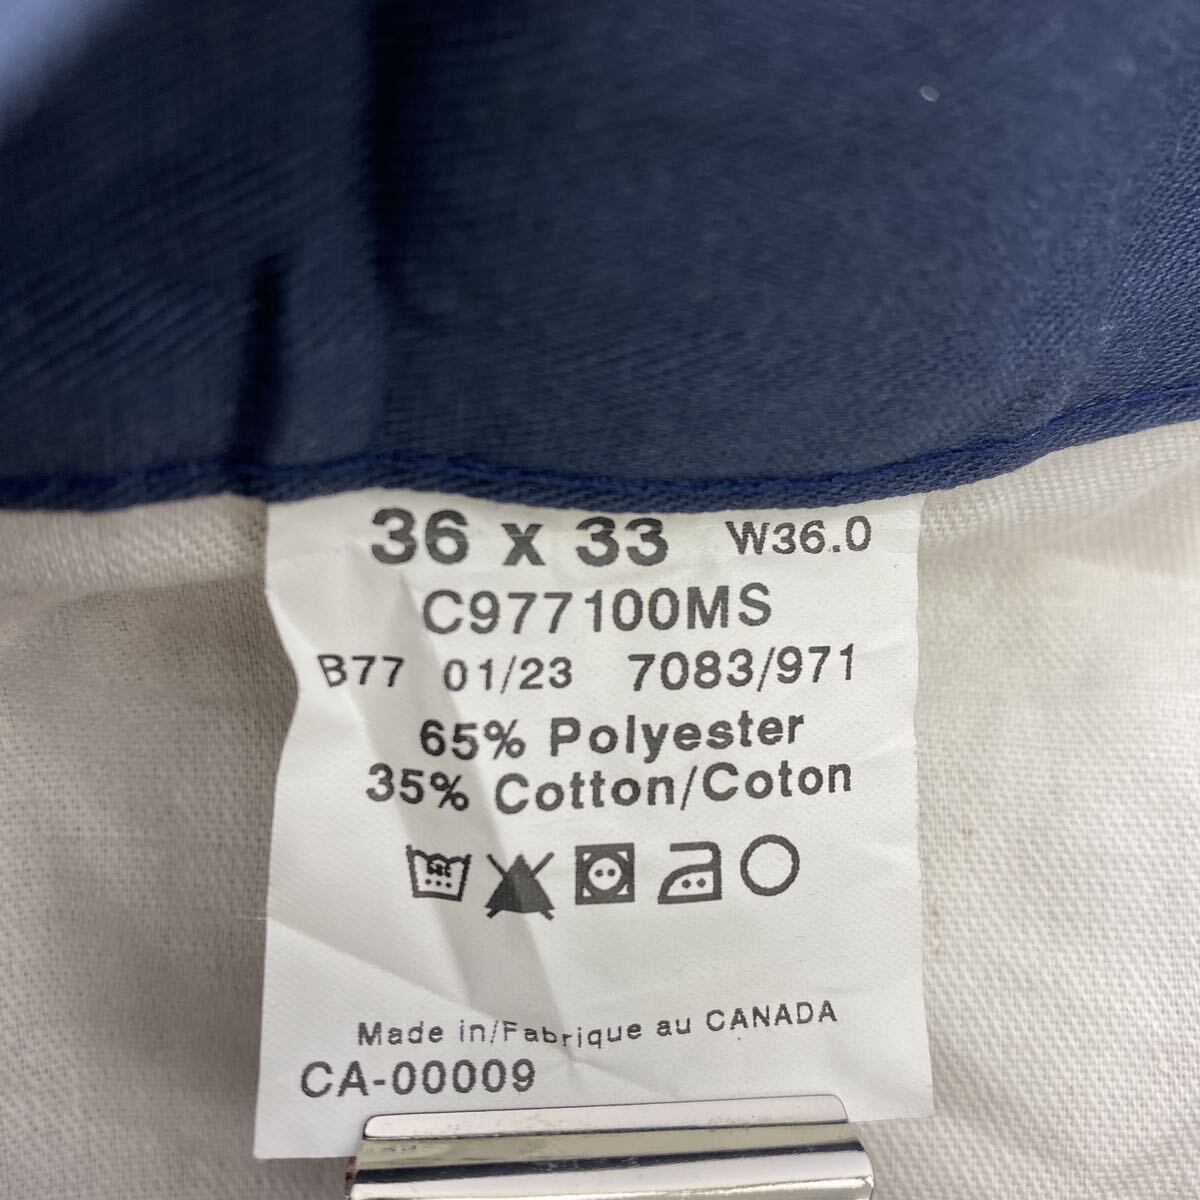 36 x 33 W36.0
C977100MS
B77 01/23 7083/971
65% Polyester
35% Cotton/Coton
Made in/Fabrique au CANADA
CA-00009